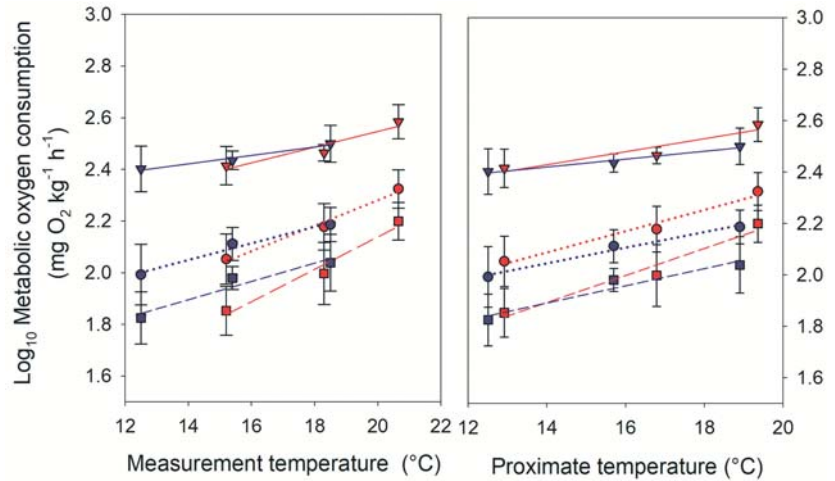 Log₁₀ Metabolic oxygen consumption
(mg O₂ kg⁻¹ h⁻¹)
3.0
2.8
2.6
2.4
2.2
2.0
1.8
1.6
12 14 16 18 20 22
Measurement temperature (°C)
12 14 16 18 20
Proximate temperature (°C)
3.0
2.8
2.6
2.4
2.2
2.0
1.8
1.6